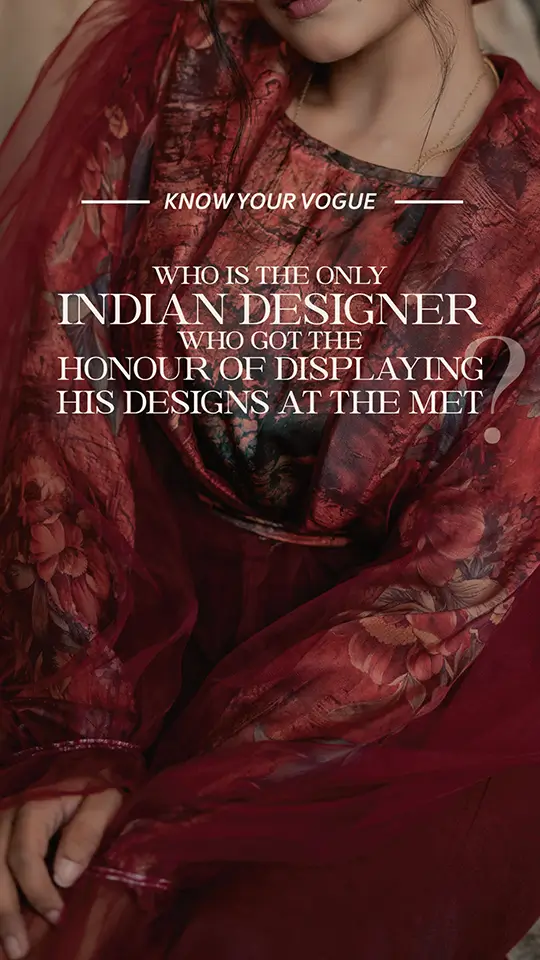 KNOW YOUR VOGUE
WHO IS THE ONLY
INDIAN DESIGNER
WHO GOT THE
HONOUR OF DISPLAYING
HIS DESIGNS AT THE MET?